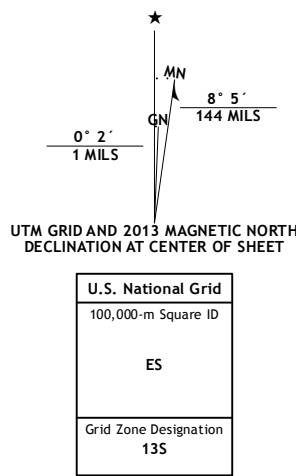 MN
GN
8° 5´
144 MILS
0° 2´
1 MILS
UTM GRID AND 2013 MAGNETIC NORTH
DECLINATION AT CENTER OF SHEET
U.S. National Grid
100,000-m Square ID
ES
Grid Zone Designation
13S